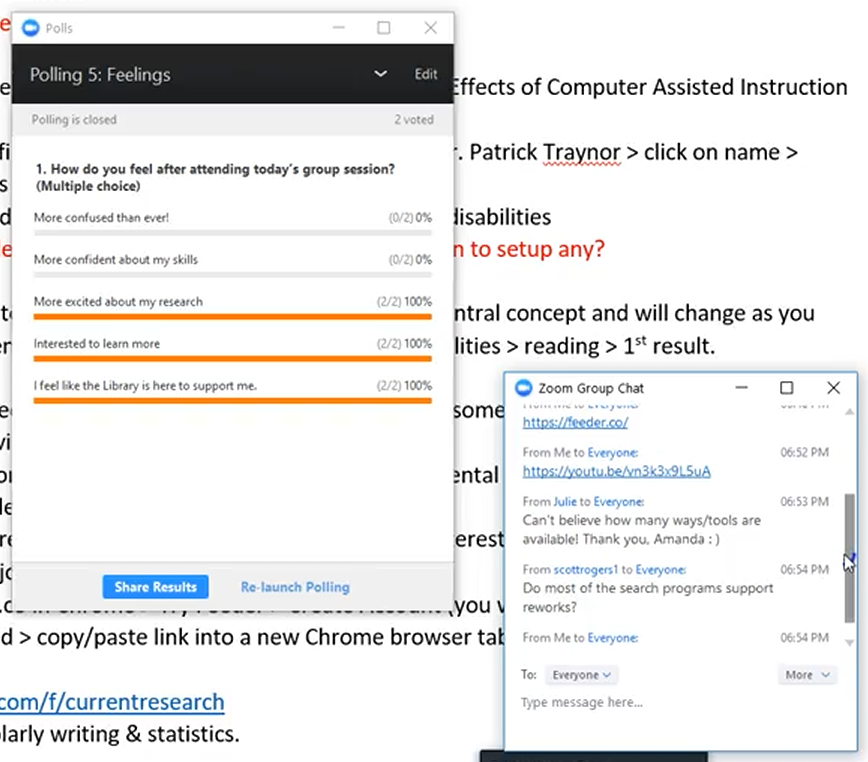 Polls
Polling 5: Feelings
Edit
Polling is closed
2 voted
1. How do you feel after attending today's group session?
(Multiple choice)
More confused than ever!
(0/2) 0%
More confident about my skills
(0/2) 0%
More excited about my research
(2/2) 100%
Interested to learn more
(2/2) 100%
I feel like the Library is here to support me.
(2/2) 100%
Share Results
Re-launch Polling
Effects of Computer Assisted Instruction
r. Patrick Traynor > click on name >
disabilities
n to setup any?
ntral concept and will change as you
lities > reading > 1st result.
some
ental
erest
(you
d > copy/paste link into a new Chrome browser tab
.com/f/currentresearch
larly writing & statistics.
Zoom Group Chat
From Me to Everyone:
https://feeder.co/
From Me to Everyone:
06:52 PM
https://youtu.be/vn3k3x9L5uA
From Julie to Everyone:
06:53 PM
Can't believe how many ways/tools are
available! Thank you, Amanda : )
From scottrogers1 to Everyone:
06:54 PM
Do most of the search programs support
reworks?
From Me to Everyone:
06:54 PM
To:
Everyone
More
Type message here...